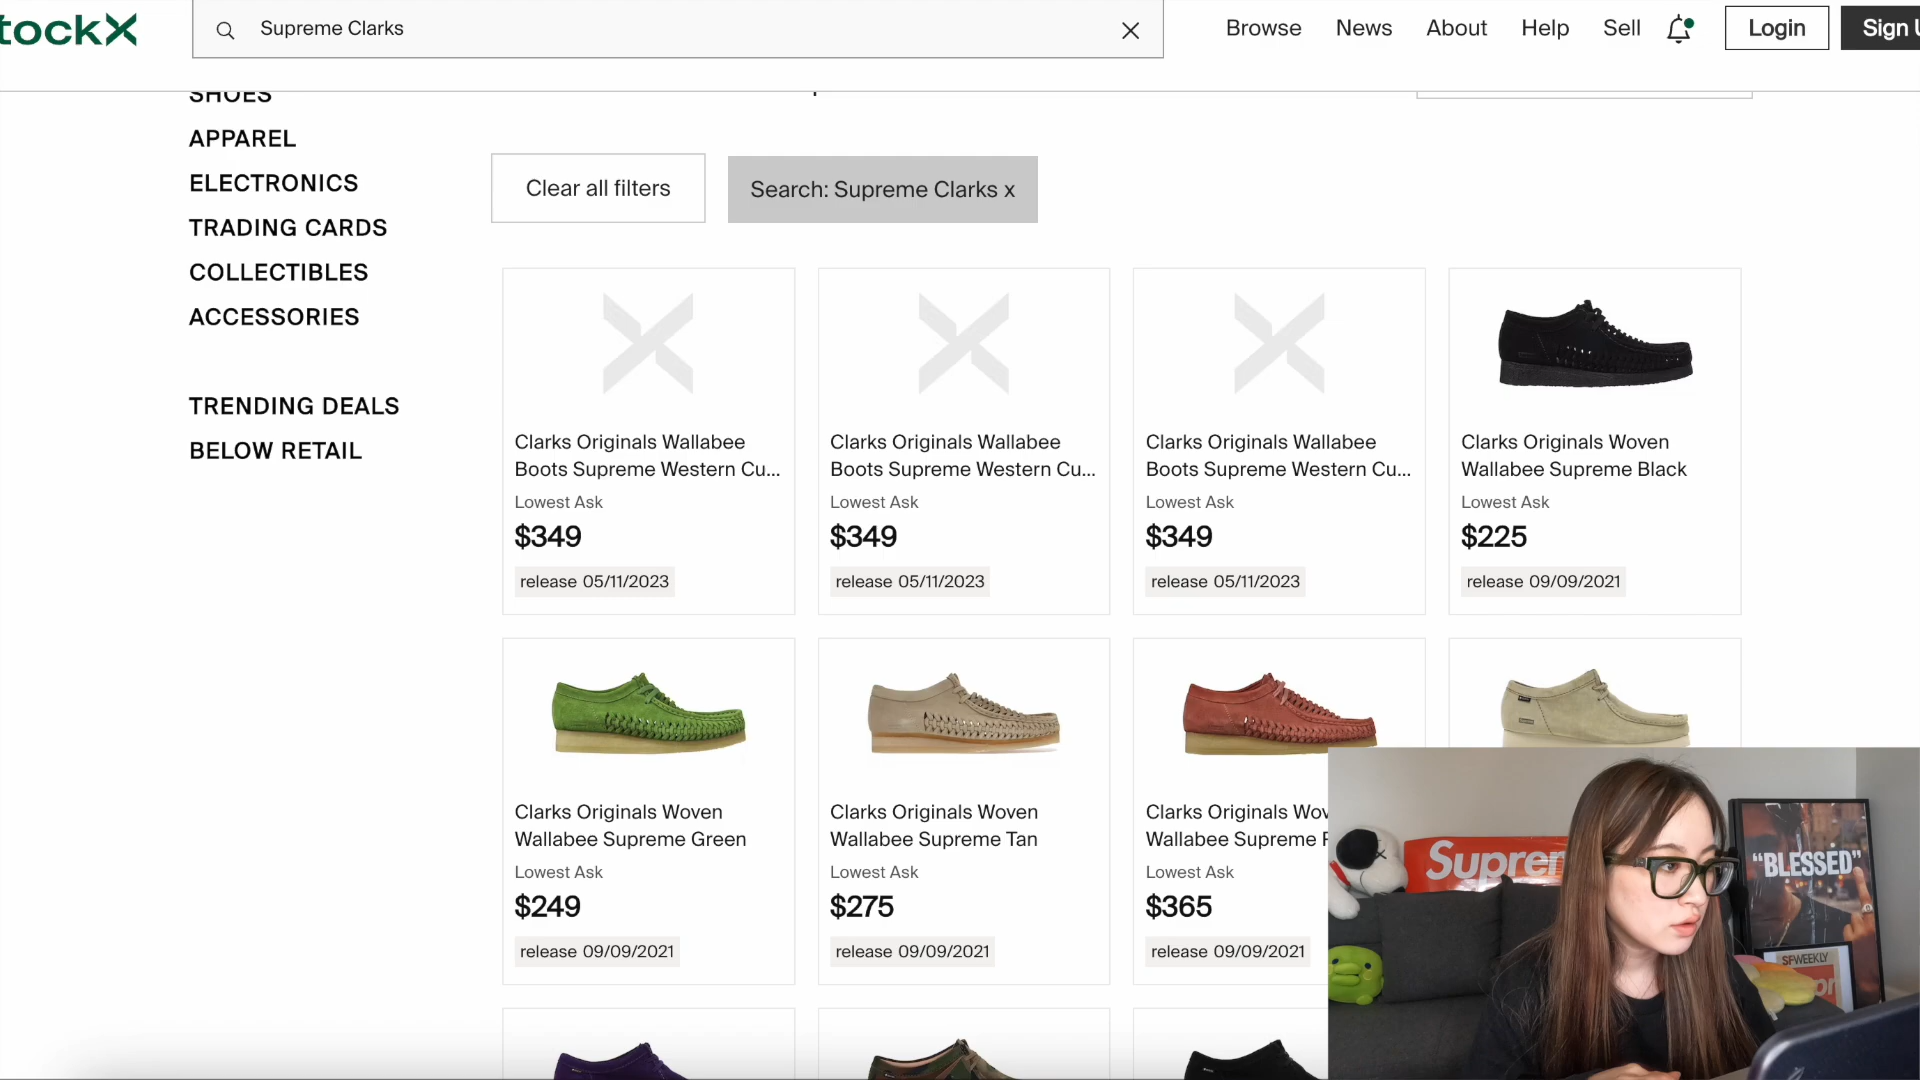 tockX
Supreme Clarks
Browse
News
About
Help
Sell
Login
Sign
SHOES
APPAREL
ELECTRONICS
TRADING CARDS
COLLECTIBLES
ACCESSORIES
TRENDING DEALS
BELOW RETAIL
Clear all filters
Search: Supreme Clarks x
Clarks Originals Wallabee
Boots Supreme Western Cu...
Lowest Ask
$349
release 05/11/2023
Clarks Originals Wallabee
Boots Supreme Western Cu...
Lowest Ask
$349
release 05/11/2023
Clarks Originals Wallabee
Boots Supreme Western Cu...
Lowest Ask
$349
release 05/11/2023
Clarks Originals Woven
Wallabee Supreme Black
Lowest Ask
$225
release 09/09/2021
Clarks Originals Woven
Wallabee Supreme Green
Lowest Ask
$249
release 09/09/2021
Clarks Originals Woven
Wallabee Supreme Tan
Lowest Ask
$275
release 09/09/2021
Clarks Originals Wov
Wallabee Supreme
Lowest Ask
$365
release 09/09/2021
Suprem
"BLESSED"
SFWEEKLY